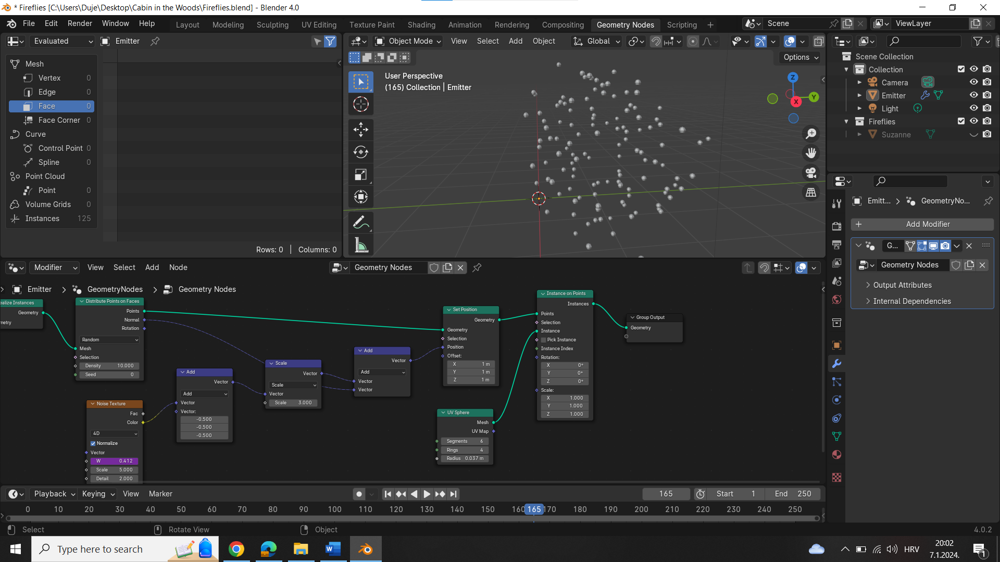 * Fireflies [C:\Users\Duje\Desktop\Cabin in the Woods\Fireflies.blend] - Blender 4.0
File Edit Render Window Help
Layout Modeling Sculpting UV Editing Texture Paint Shading Animation Rendering Compositing Geometry Nodes Scripting
Scene
ViewLayer
Evaluated
Emitter
Mesh
Vertex 0
Edge 0
Face 0
Face Corner 0
Curve
Control Point 0
Spline 0
Point Cloud
Point 0
Volume Grids
Instances 125
Rows: 0 | Columns: 0
Object Mode View Select Add Object
Global
Options
User Perspective
(165) Collection | Emitter
Z
Y
X
Scene Collection
Collection
Camera
Emitter
Light
Fireflies
Suzanne
Emitt... > GeometryNo...
Add Modifier
G...
Geometry Nodes
Output Attributes
Internal Dependencies
Modifier View Select Add Node
Geometry Nodes
Emitter > GeometryNodes > Geometry Nodes
ealize Instances
Geometry
metry
Distribute Points on Faces
Points
Normal
Rotation
Random
Mesh
Selection
Density 10.000
Seed 0
Noise Texture
Fac
Color
4D
Normalize
Vector
W 0.412
Scale 5.000
Detail 2.000
Add
Vector
Add
Vector
Vector:
-0.500
-0.500
-0.500
Scale
Vector
Scale
Vector
Scale 3.000
Add
Vector
Add
Vector
Vector
Set Position
Geometry
Geometry
Selection
Position
Offset:
X 1 m
Y 1 m
Z 1 m
UV Sphere
Mesh
UV Map
Segments 6
Rings 4
Radius 0.037 m
Instance on Points
Instances
Points
Selection
Instance
Pick Instance
Instance Index
Rotation:
X 0°
Y 0°
Z 0°
Scale:
X 1.000
Y 1.000
Z 1.000
Group Output
Geometry
Playback Keying View Marker
165
Start 1
End 250
0 10 20 30 40 50 60 70 80 90 100 110 120 130 140 150 160 165 170 180 190 200 210 220 230 240 250
Select
Rotate View
Object
4.0.2
Type here to search
HRV
20:02
7.1.2024.
1